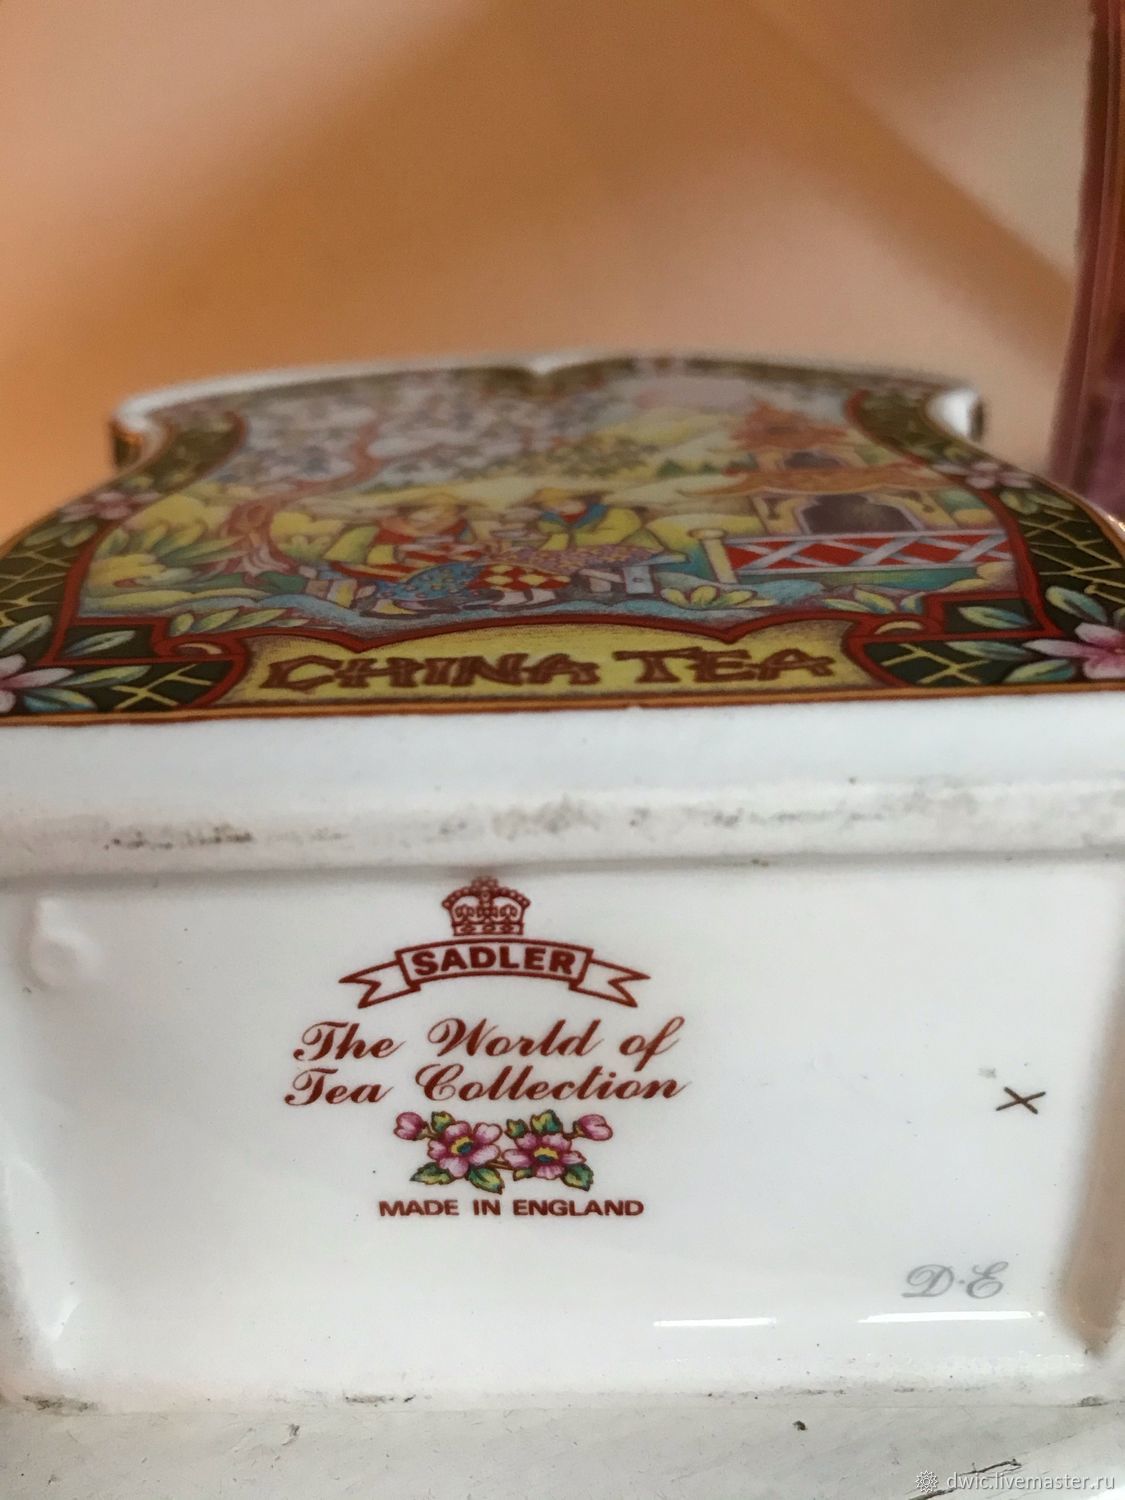 CHINA TEA
SADLER
The World of
Tea Collection
X
MADE IN ENGLAND
D·E
dwic.livemaster.ru